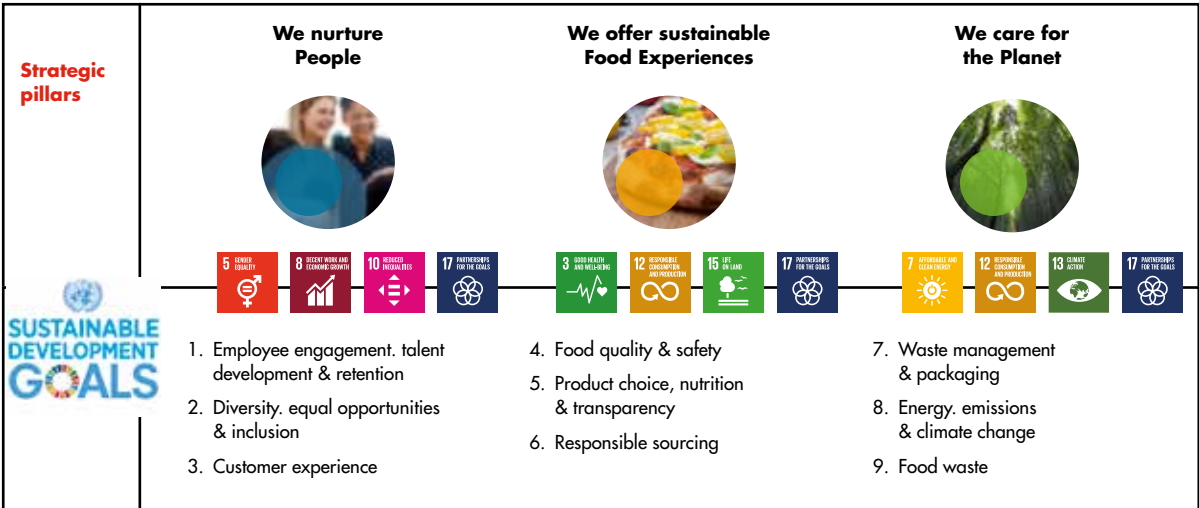 Strategic
pillars
We nurture
People
We offer sustainable
Food Experiences
We care for
the Planet
5 GENDER
EQUALITY
8 DECENT WORK AND
ECONOMIC GROWTH
10 REDUCED
INEQUALITIES
17 PARTNERSHIPS
FOR THE GOALS
3 GOOD HEALTH
AND WELL-BEING
12 RESPONSIBLE
CONSUMPTION
AND PRODUCTION
15 LIFE
ON LAND
17 PARTNERSHIPS
FOR THE GOALS
7 AFFORDABLE AND
CLEAN ENERGY
12 RESPONSIBLE
CONSUMPTION
AND PRODUCTION
13 CLIMATE
ACTION
17 PARTNERSHIPS
FOR THE GOALS
SUSTAINABLE
DEVELOPMENT
GOALS
1. Employee engagement. talent
development & retention
2. Diversity. equal opportunities
& inclusion
3. Customer experience
4. Food quality & safety
5. Product choice, nutrition
& transparency
6. Responsible sourcing
7. Waste management
& packaging
8. Energy. emissions
& climate change
9. Food waste